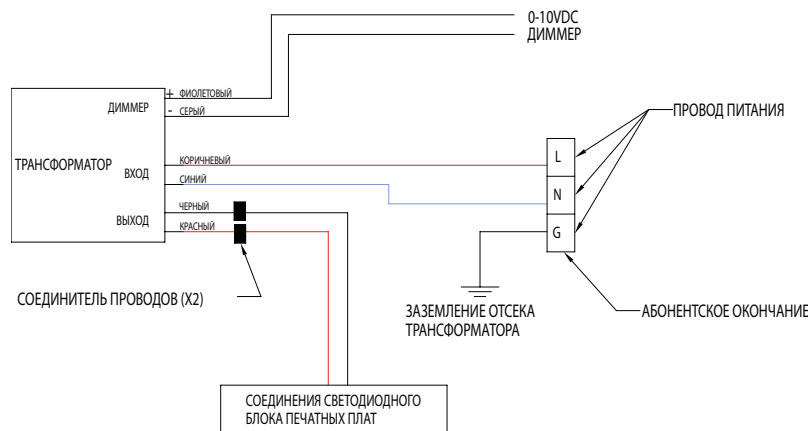 0-10VDC
ДИММЕР
+ ФИОЛЕТОВЫЙ
ДИММЕР
- СЕРЫЙ
ПРОВОД ПИТАНИЯ
ТРАНСФОРМАТОР
КОРИЧНЕВЫЙ
L
ВХОД
СИНИЙ
N
ЧЕРНЫЙ
ВЫХОД
КРАСНЫЙ
G
СОЕДИНИТЕЛЬ ПРОВОДОВ (X2)
ЗАЗЕМЛЕНИЕ ОТСЕКА
ТРАНСФОРМАТОРА
АБОНЕНТСКОЕ ОКОНЧАНИЕ
СОЕДИНЕНИЯ СВЕТОДИОДНОГО
БЛОКА ПЕЧАТНЫХ ПЛАТ